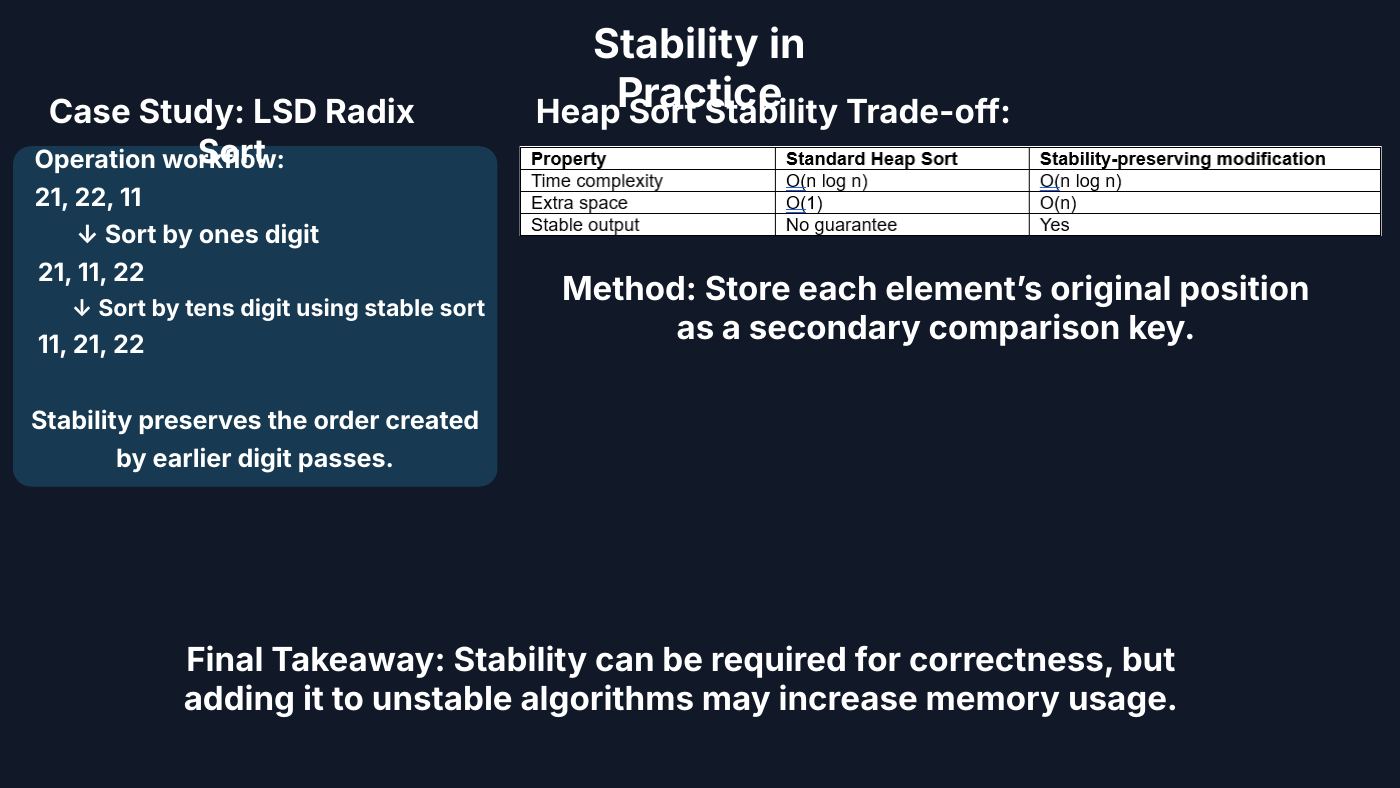 Stability in
Practice
Case Study: LSD Radix
Sort
Operation workflow:
21, 22, 11
↓ Sort by ones digit
21, 11, 22
↓ Sort by tens digit using stable sort
11, 21, 22
Stability preserves the order created
by earlier digit passes.
Heap Sort Stability Trade-off:
Property Standard Heap Sort Stability-preserving modification
Time complexity O(n log n) O(n log n)
Extra space O(1) O(n)
Stable output No guarantee Yes
Method: Store each element’s original position
as a secondary comparison key.
Final Takeaway: Stability can be required for correctness, but
adding it to unstable algorithms may increase memory usage.